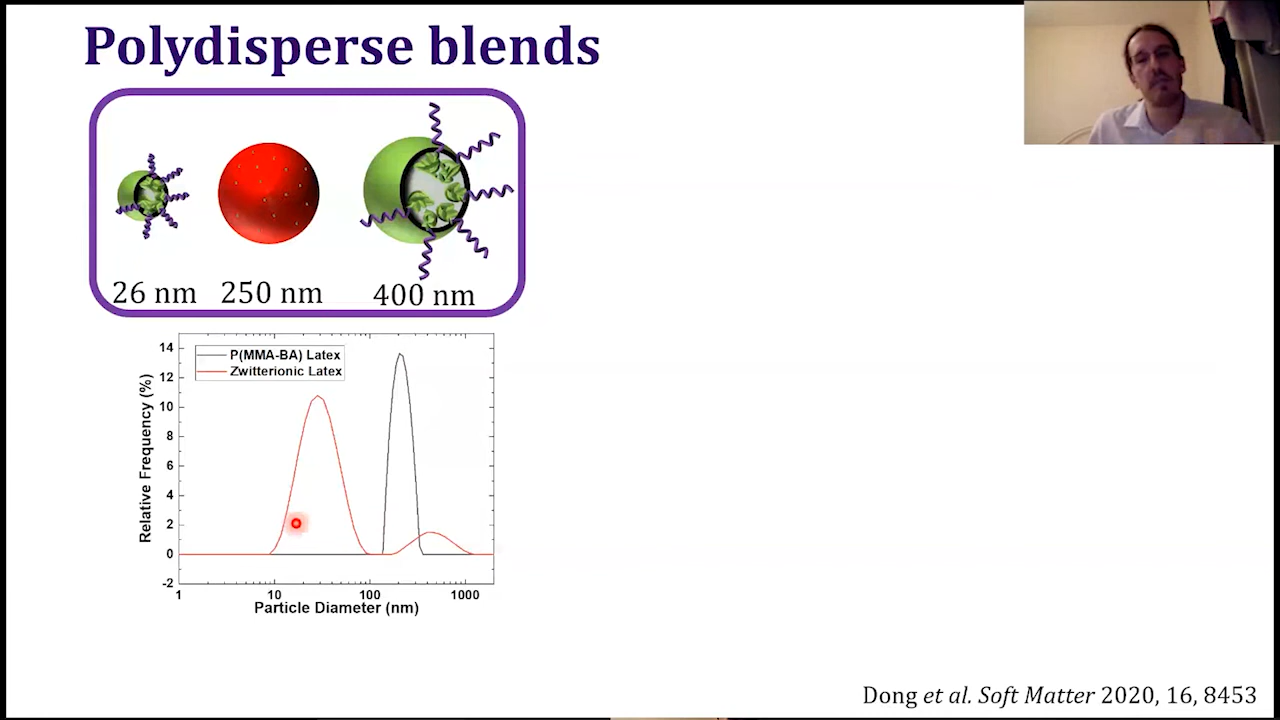 Polydisperse blends
26 nm 250 nm 400 nm
P(MMA-BA) Latex
Zwitterionic Latex
14
12
10
8
6
4
2
0
-2
Relative Frequency (%)
1 10 100 1000
Particle Diameter (nm)
Dong et al. Soft Matter 2020, 16, 8453